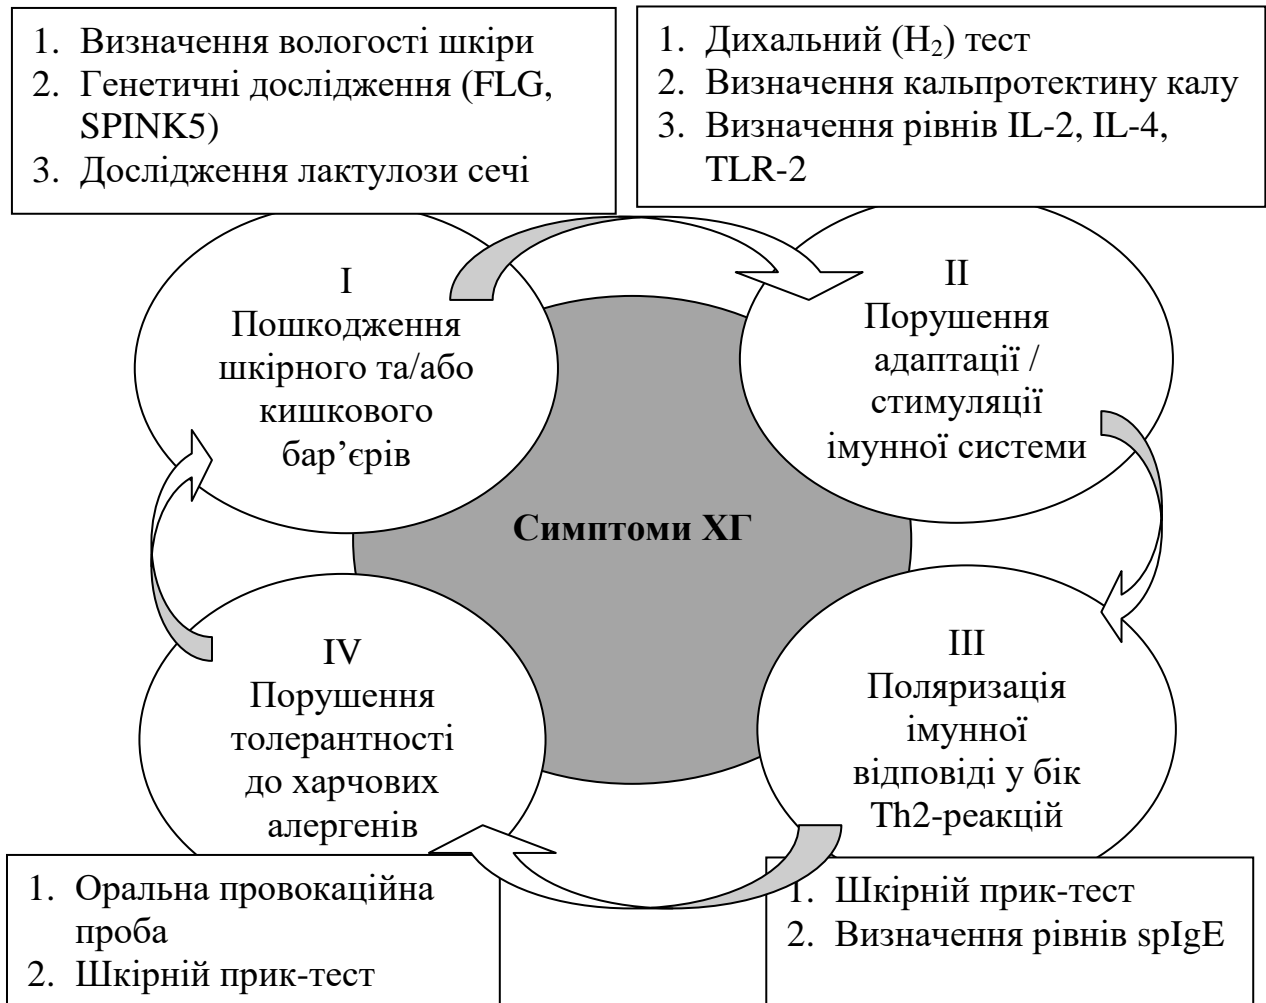 1. Визначення вологості шкіри
2. Генетичні дослідження (FLG,
SPINK5)
3. Дослідження лактулози сечі
1. Дихальний (H₂) тест
2. Визначення кальпротектину калу
3. Визначення рівнів IL-2, IL-4,
TLR-2
I
Пошкодження
шкірного та/або
кишкового
бар’єрів
II
Порушення
адаптації /
стимуляції
імунної системи
Симптоми ХГ
IV
Порушення
толерантності
до харчових
алергенів
III
Поляризація
імунної
відповіді у бік
Th2-реакцій
1. Оральна провокаційна
проба
2. Шкірній прик-тест
1. Шкірній прик-тест
2. Визначення рівнів spIgE